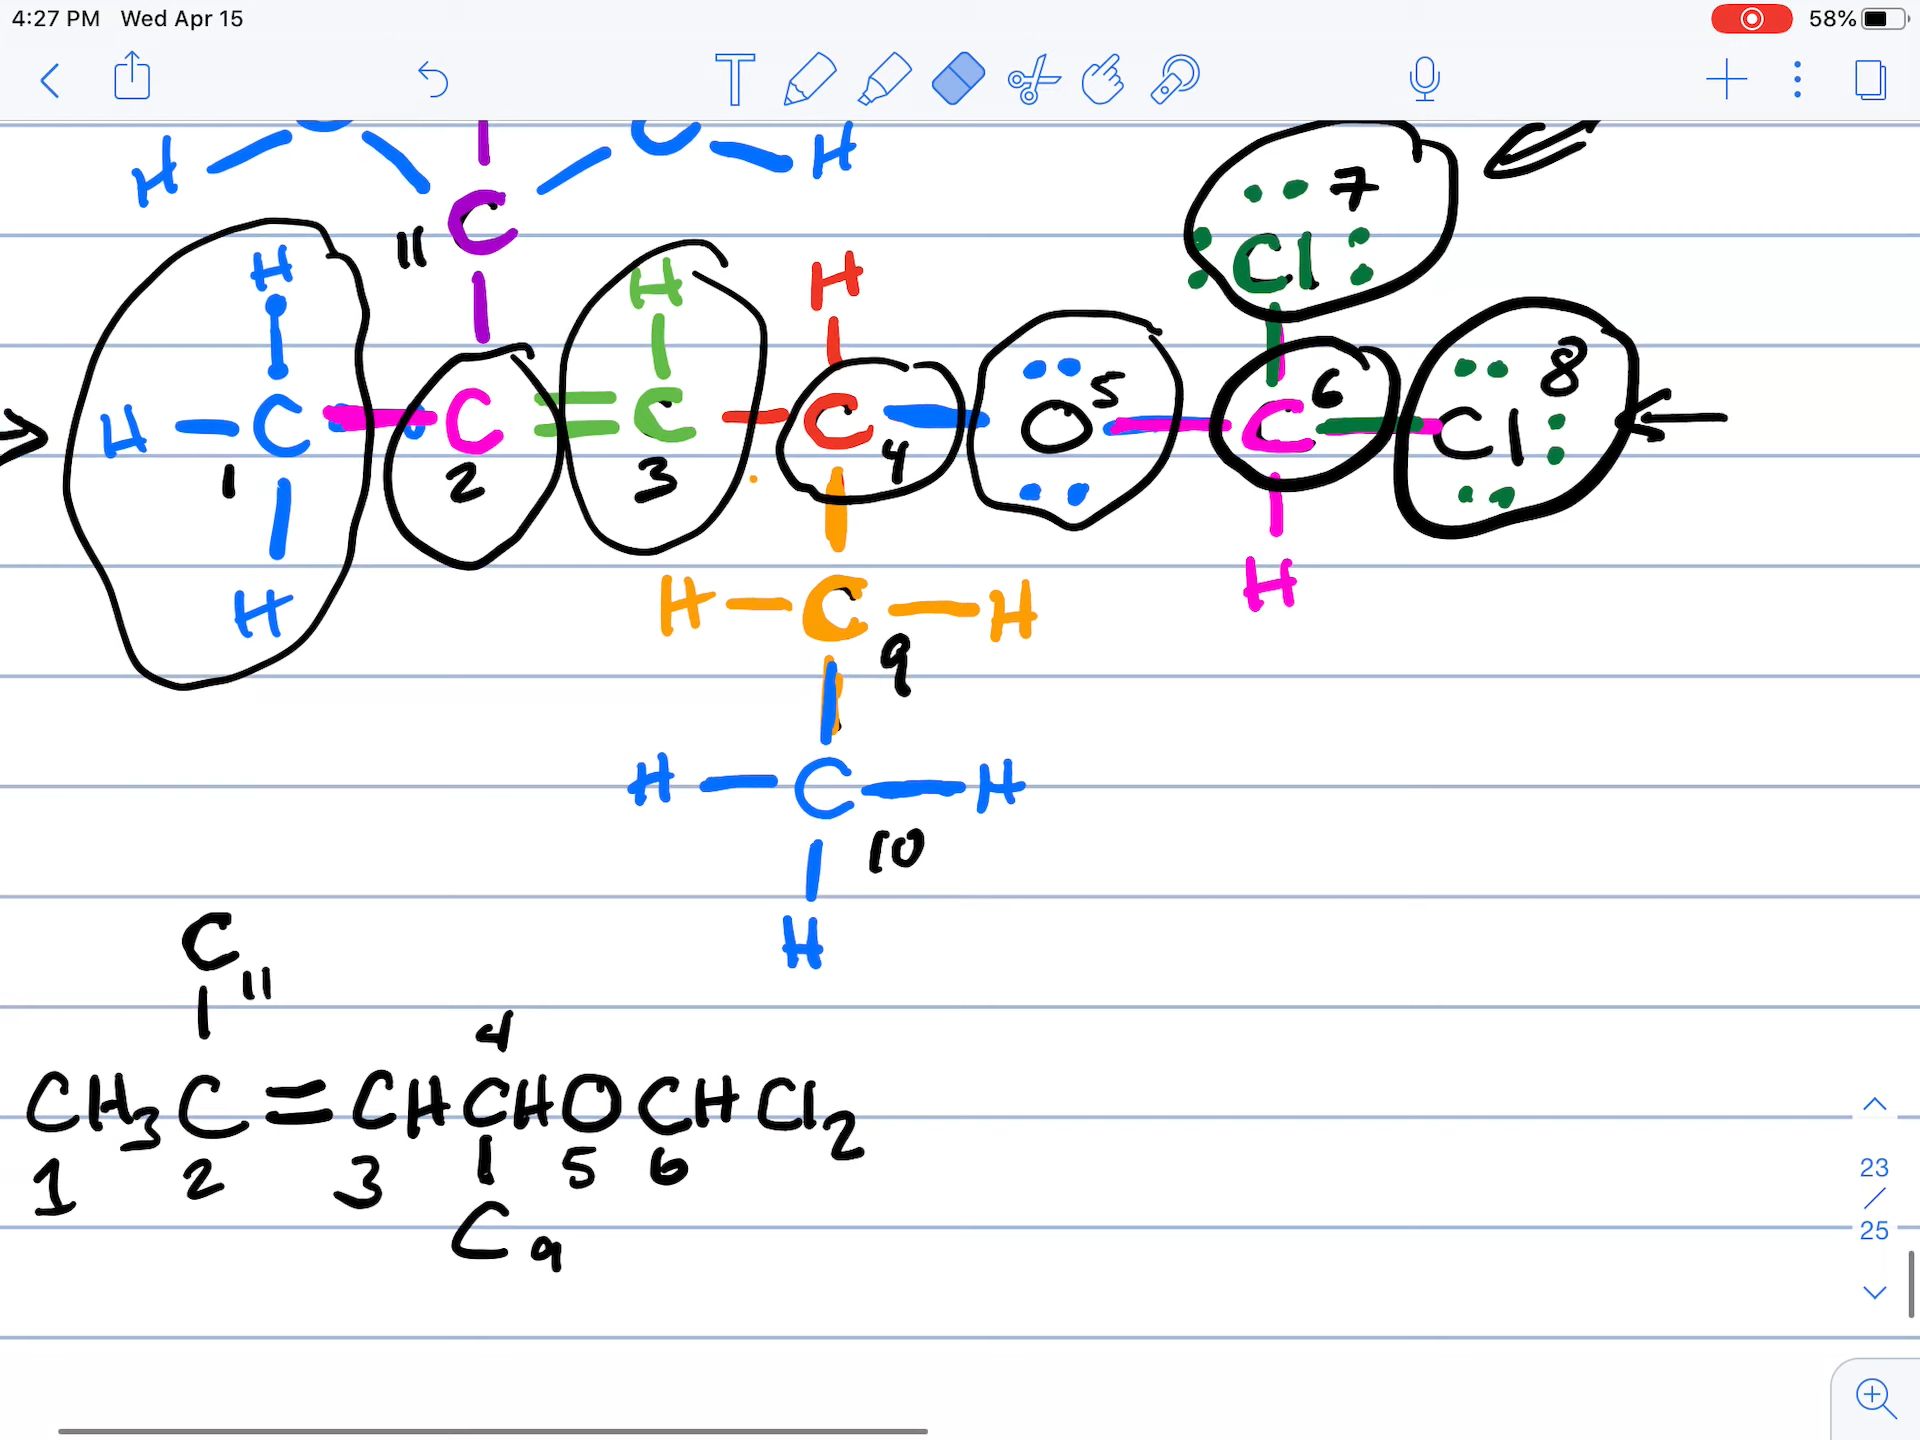 4:27 PM Wed Apr 15 58%
T
H C H
7
11 C
H H H Cl
H C C = C C O 5 C 6 Cl 8
1 2 3 4
H
H C H H
9
H C H
10
H
C 11
4
CH3C=CHCHOCHCl2
1 2 3 5 6
C 9
23
/
25